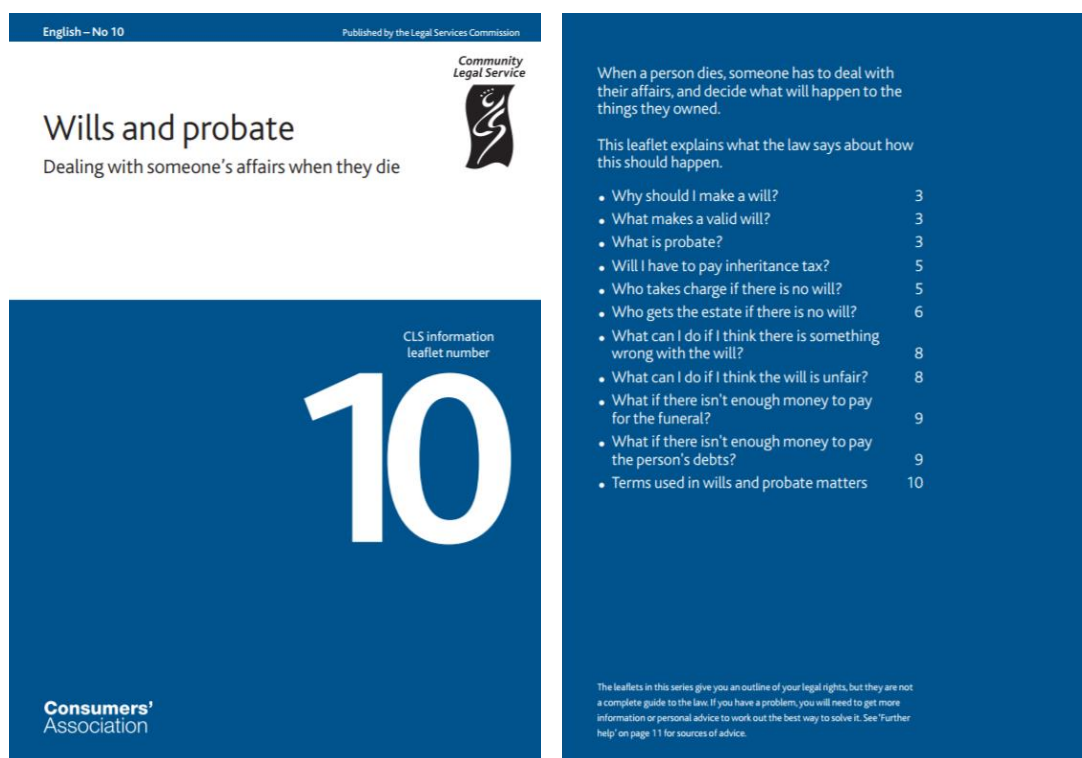 English – No 10
Published by the Legal Services Commission
Community
Legal Service
Wills and probate
Dealing with someone’s affairs when they die
CLS information
leaflet number
10
Consumers’
Association
When a person dies, someone has to deal with
their affairs, and decide what will happen to the
things they owned.
This leaflet explains what the law says about how
this should happen.
• Why should I make a will? 3
• What makes a valid will? 3
• What is probate? 3
• Will I have to pay inheritance tax? 5
• Who takes charge if there is no will? 5
• Who gets the estate if there is no will? 6
• What can I do if I think there is something
wrong with the will? 8
• What can I do if I think the will is unfair? 8
• What if there isn't enough money to pay
for the funeral? 9
• What if there isn't enough money to pay
the person's debts? 9
• Terms used in wills and probate matters 10
The leaflets in this series give you an outline of your legal rights, but they are not
a complete guide to the law. If you have a problem, you will need to get more
information or personal advice to work out the best way to solve it. See ‘Further
help’ on page 11 for sources of advice.